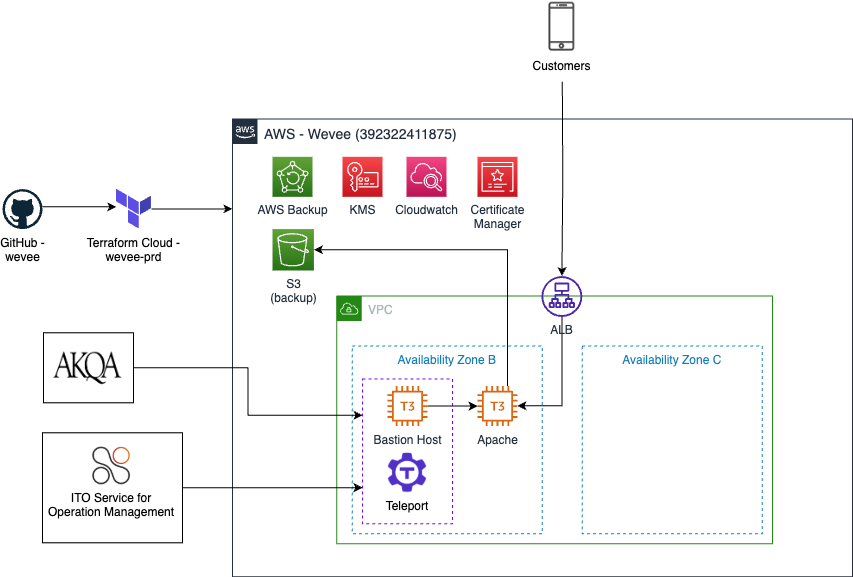 Customers
aws
AWS - Wevee (392322411875)
AWS Backup
KMS
Cloudwatch
Certificate
Manager
GitHub -
wevee
Terraform Cloud -
wevee-prd
S3
(backup)
VPC
ALB
AKQA
Availability Zone B
Availability Zone C
T3
T3
Bastion Host
Apache
T
Teleport
ITO Service for
Operation Management